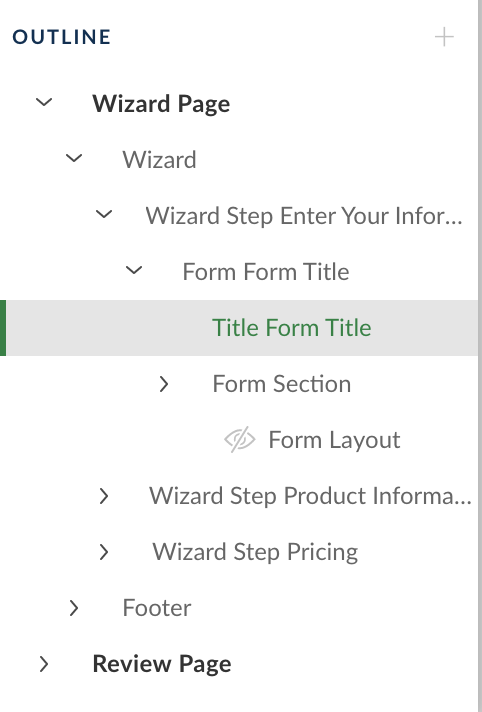 OUTLINE
Wizard Page
Wizard
Wizard Step Enter Your Infor...
Form Form Title
Title Form Title
Form Section
Form Layout
Wizard Step Product Informa...
Wizard Step Pricing
Footer
Review Page